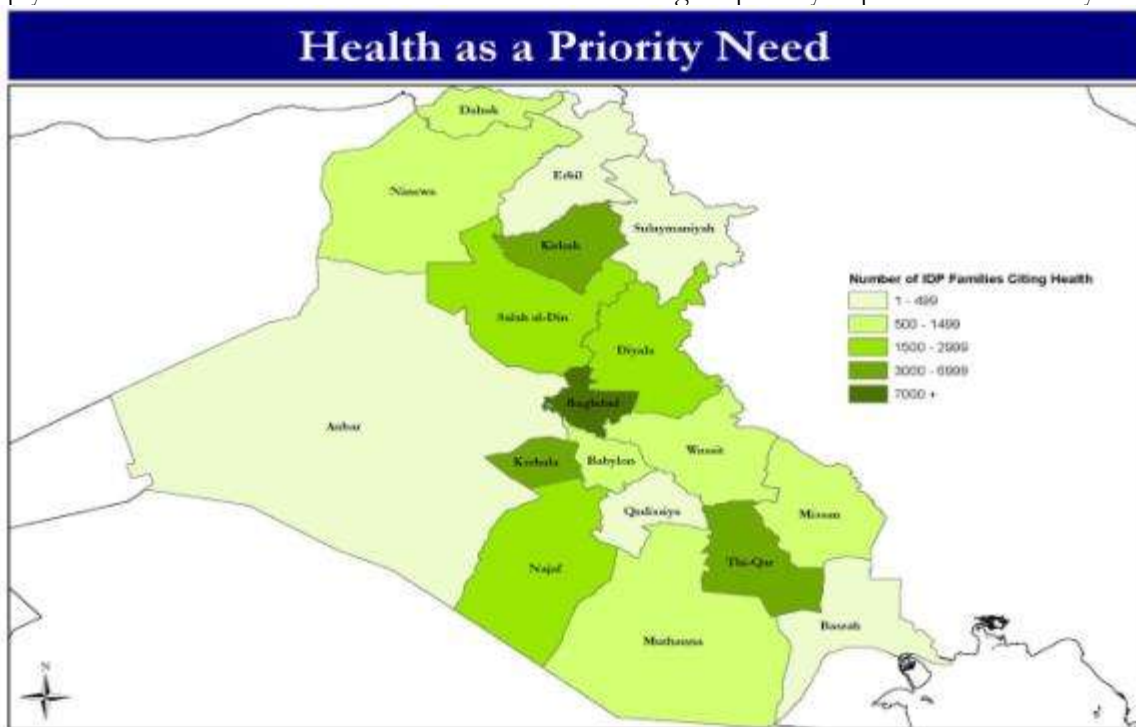 Health as a Priority Need
Dahuk
Ninewa
Erbil
Sulaymaniyah
Kirkuk
Salah al-Din
Diyala
Number of IDP Families Citing Health
1 - 499
500 - 1499
1500 - 2999
3000 - 6999
7000 +
Baghdad
Anbar
Kerbala
Babylon
Wassit
Qadissiya
Missan
Thi-Qar
Najaf
Basrah
Muthanna
N